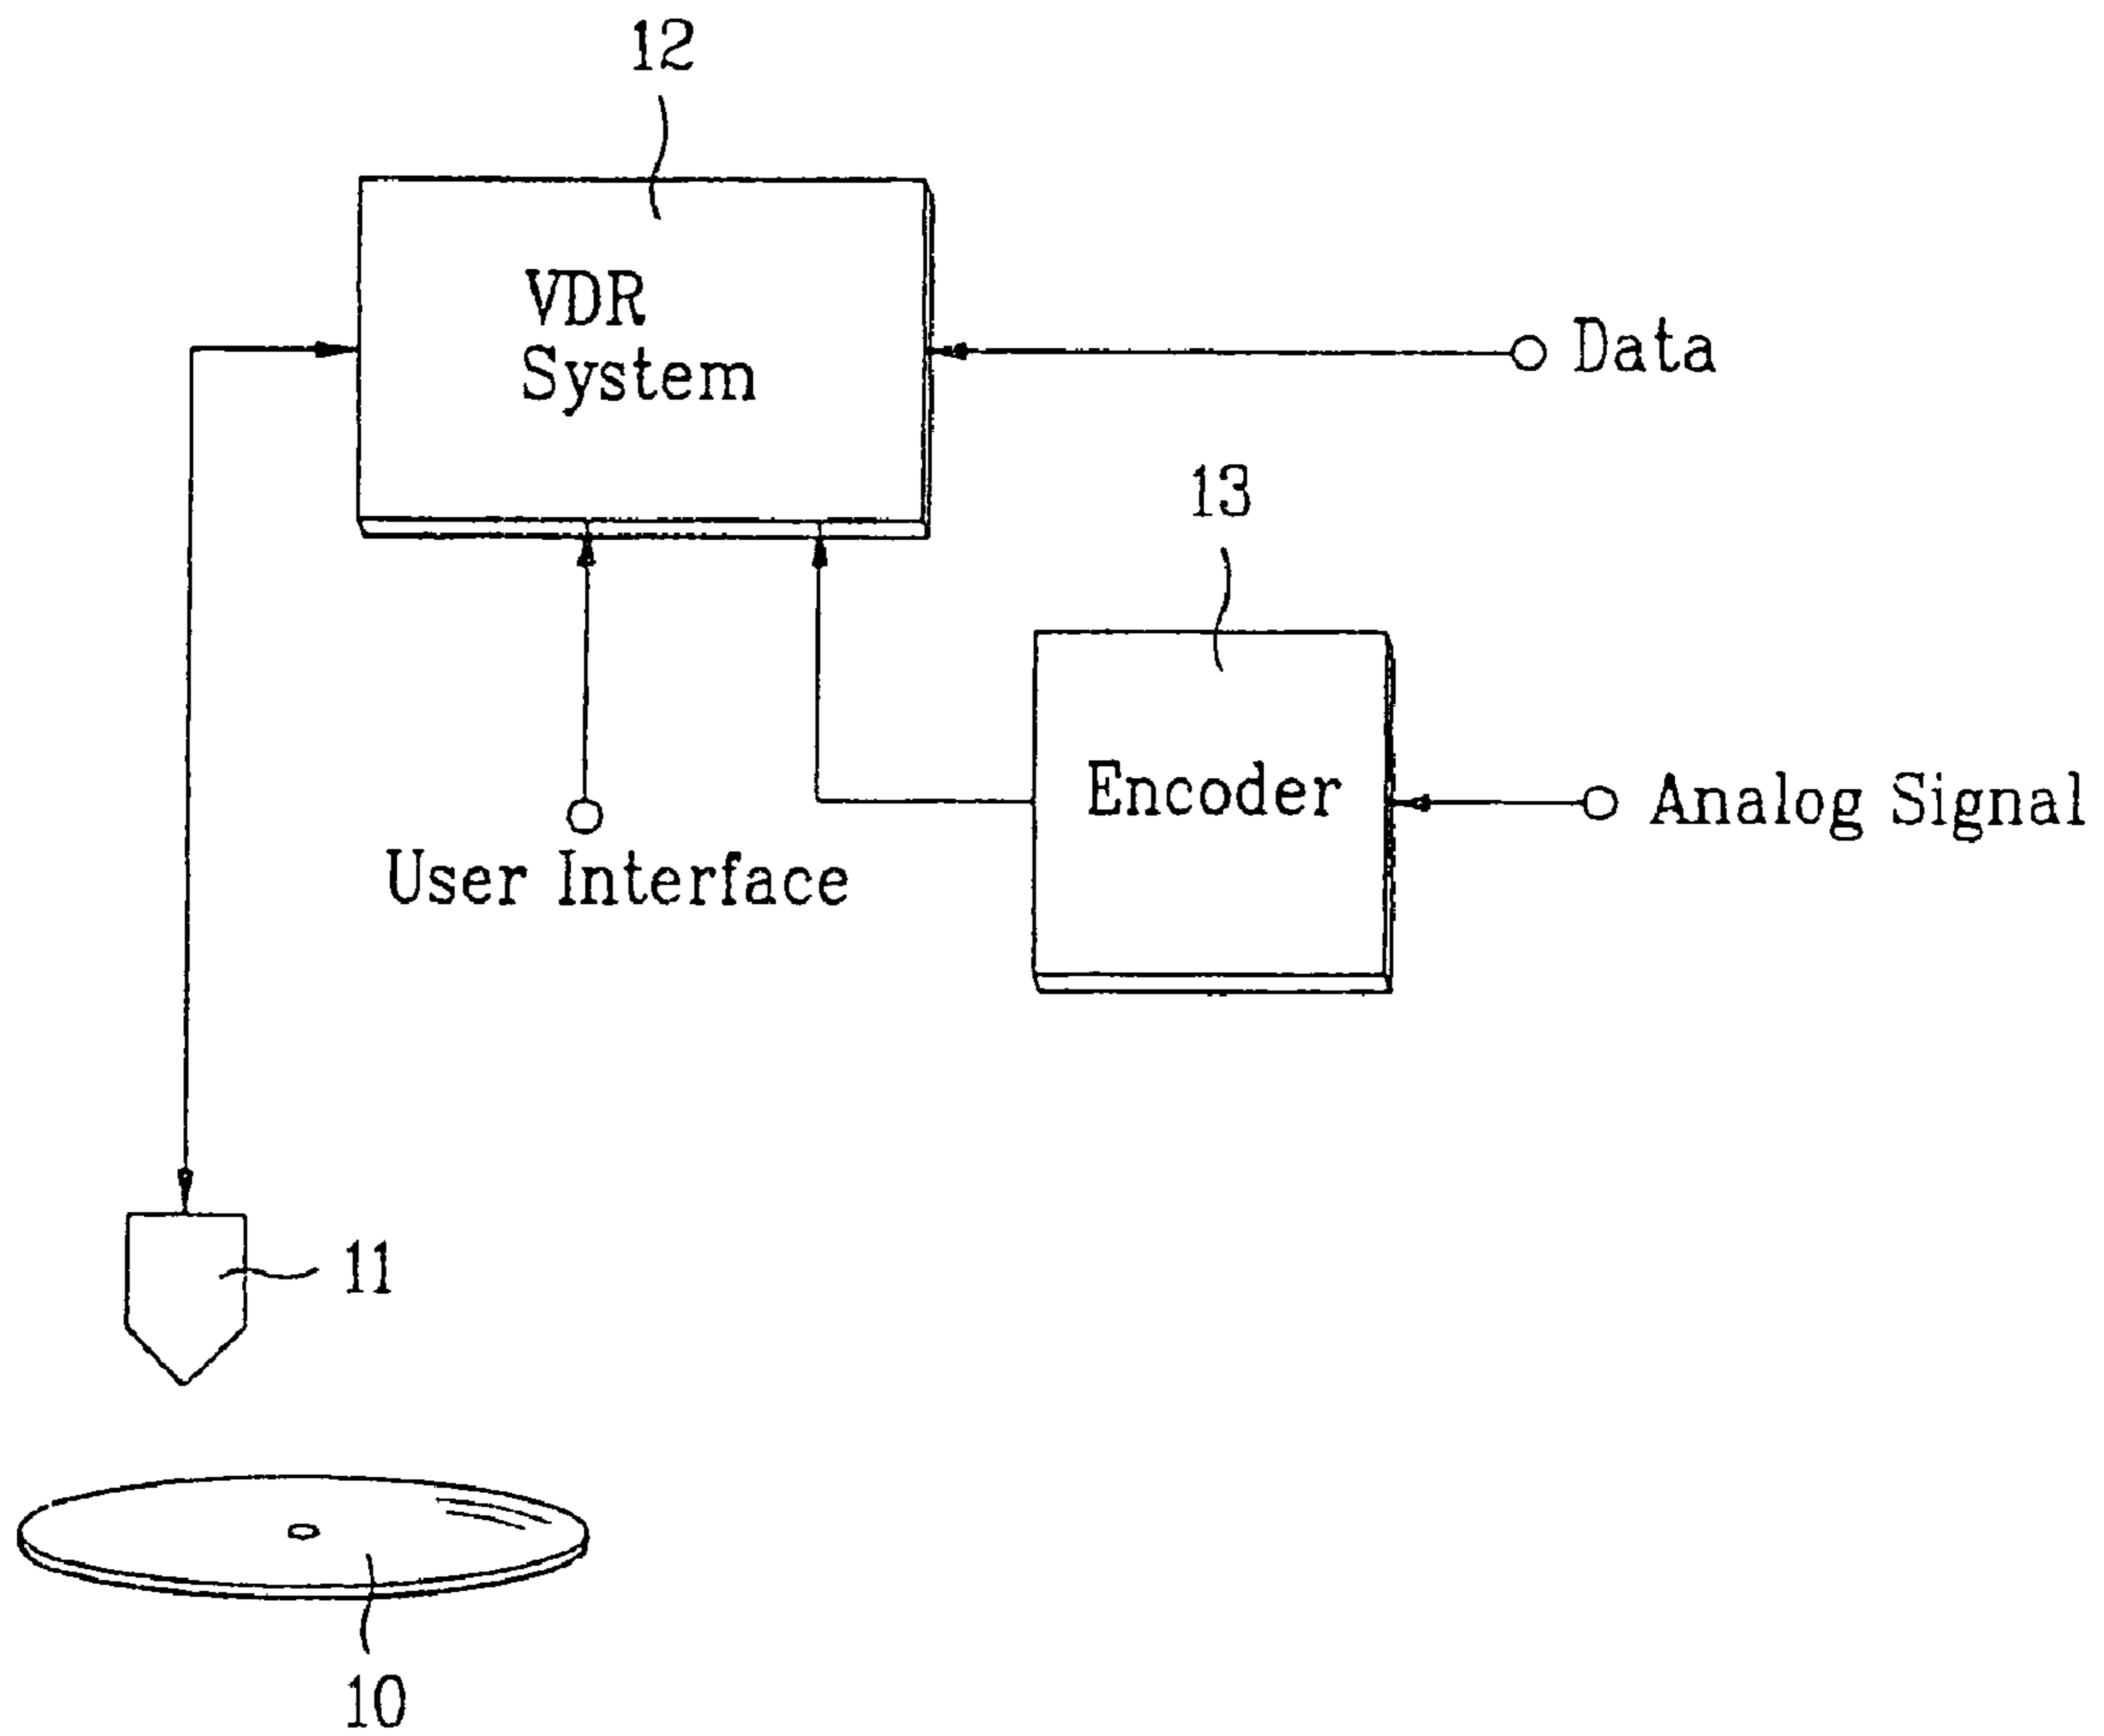 12
VDR
System
Data
13
Encoder
Analog Signal
User Interface
11
10